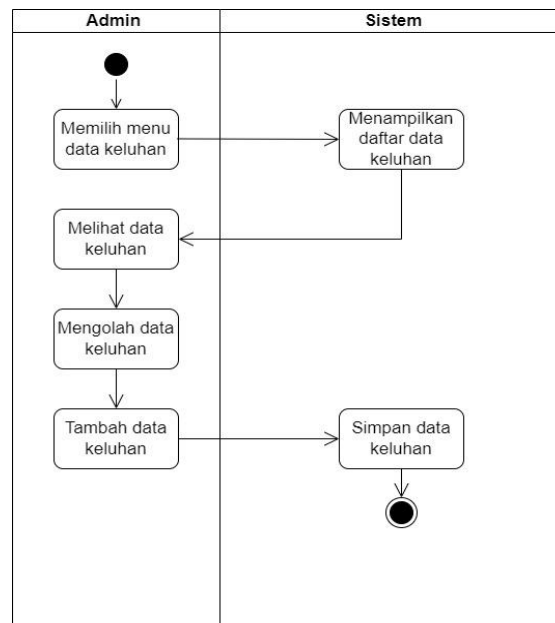 Admin
Sistem
Memilih menu
data keluhan
Menampilkan
daftar data
keluhan
Melihat data
keluhan
Mengolah data
keluhan
Tambah data
keluhan
Simpan data
keluhan